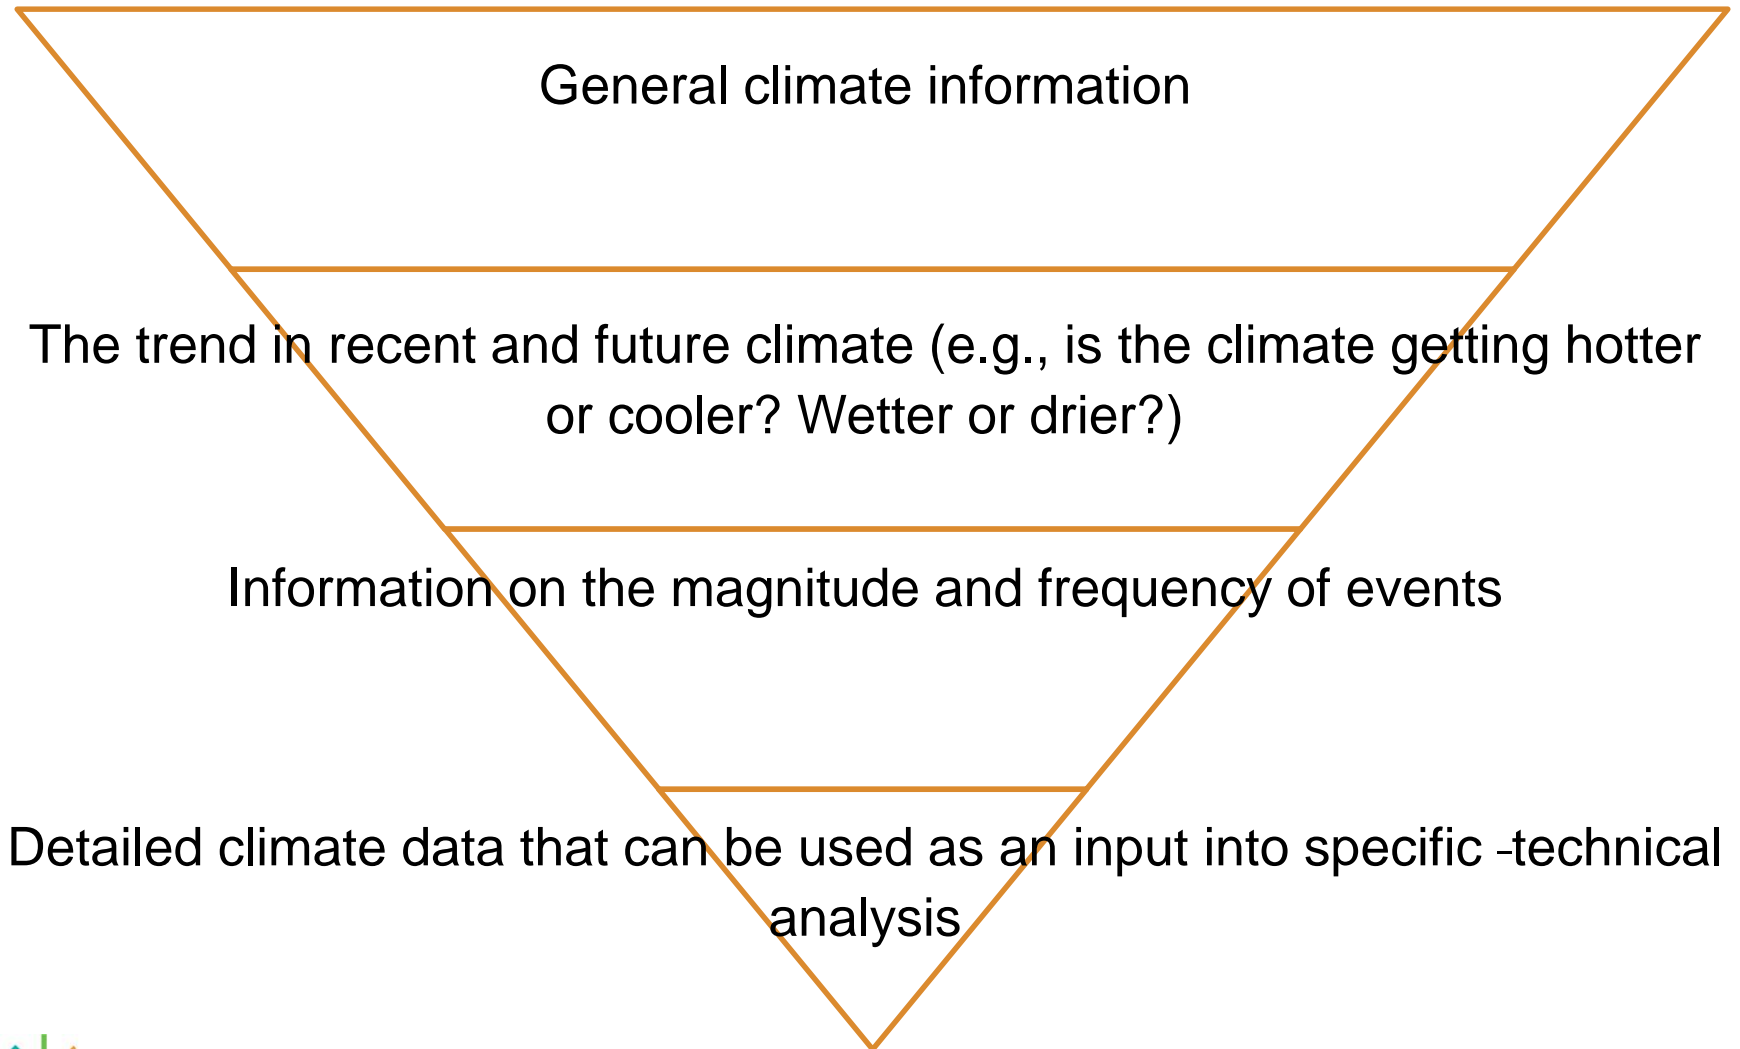 General climate information
The trend in recent and future climate (e.g., is the climate getting hotter
or cooler? Wetter or drier?)
Information on the magnitude and frequency of events
Detailed climate data that can be used as an input into specific -technical
analysis